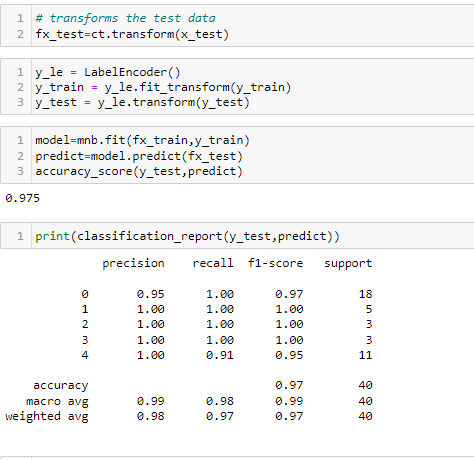 1 # transforms the test data
2 fx_test=ct.transform(x_test)
1 y_le = LabelEncoder()
2 y_train = y_le.fit_transform(y_train)
3 y_test = y_le.transform(y_test)
1 model=mnb.fit(fx_train,y_train)
2 predict=model.predict(fx_test)
3 accuracy_score(y_test,predict)
0.975
1 print(classification_report(y_test,predict))
precision recall f1-score support
0 0.95 1.00 0.97 18
1 1.00 1.00 1.00 5
2 1.00 1.00 1.00 3
3 1.00 1.00 1.00 3
4 1.00 0.91 0.95 11
accuracy 0.97 40
macro avg 0.99 0.98 0.99 40
weighted avg 0.98 0.97 0.97 40